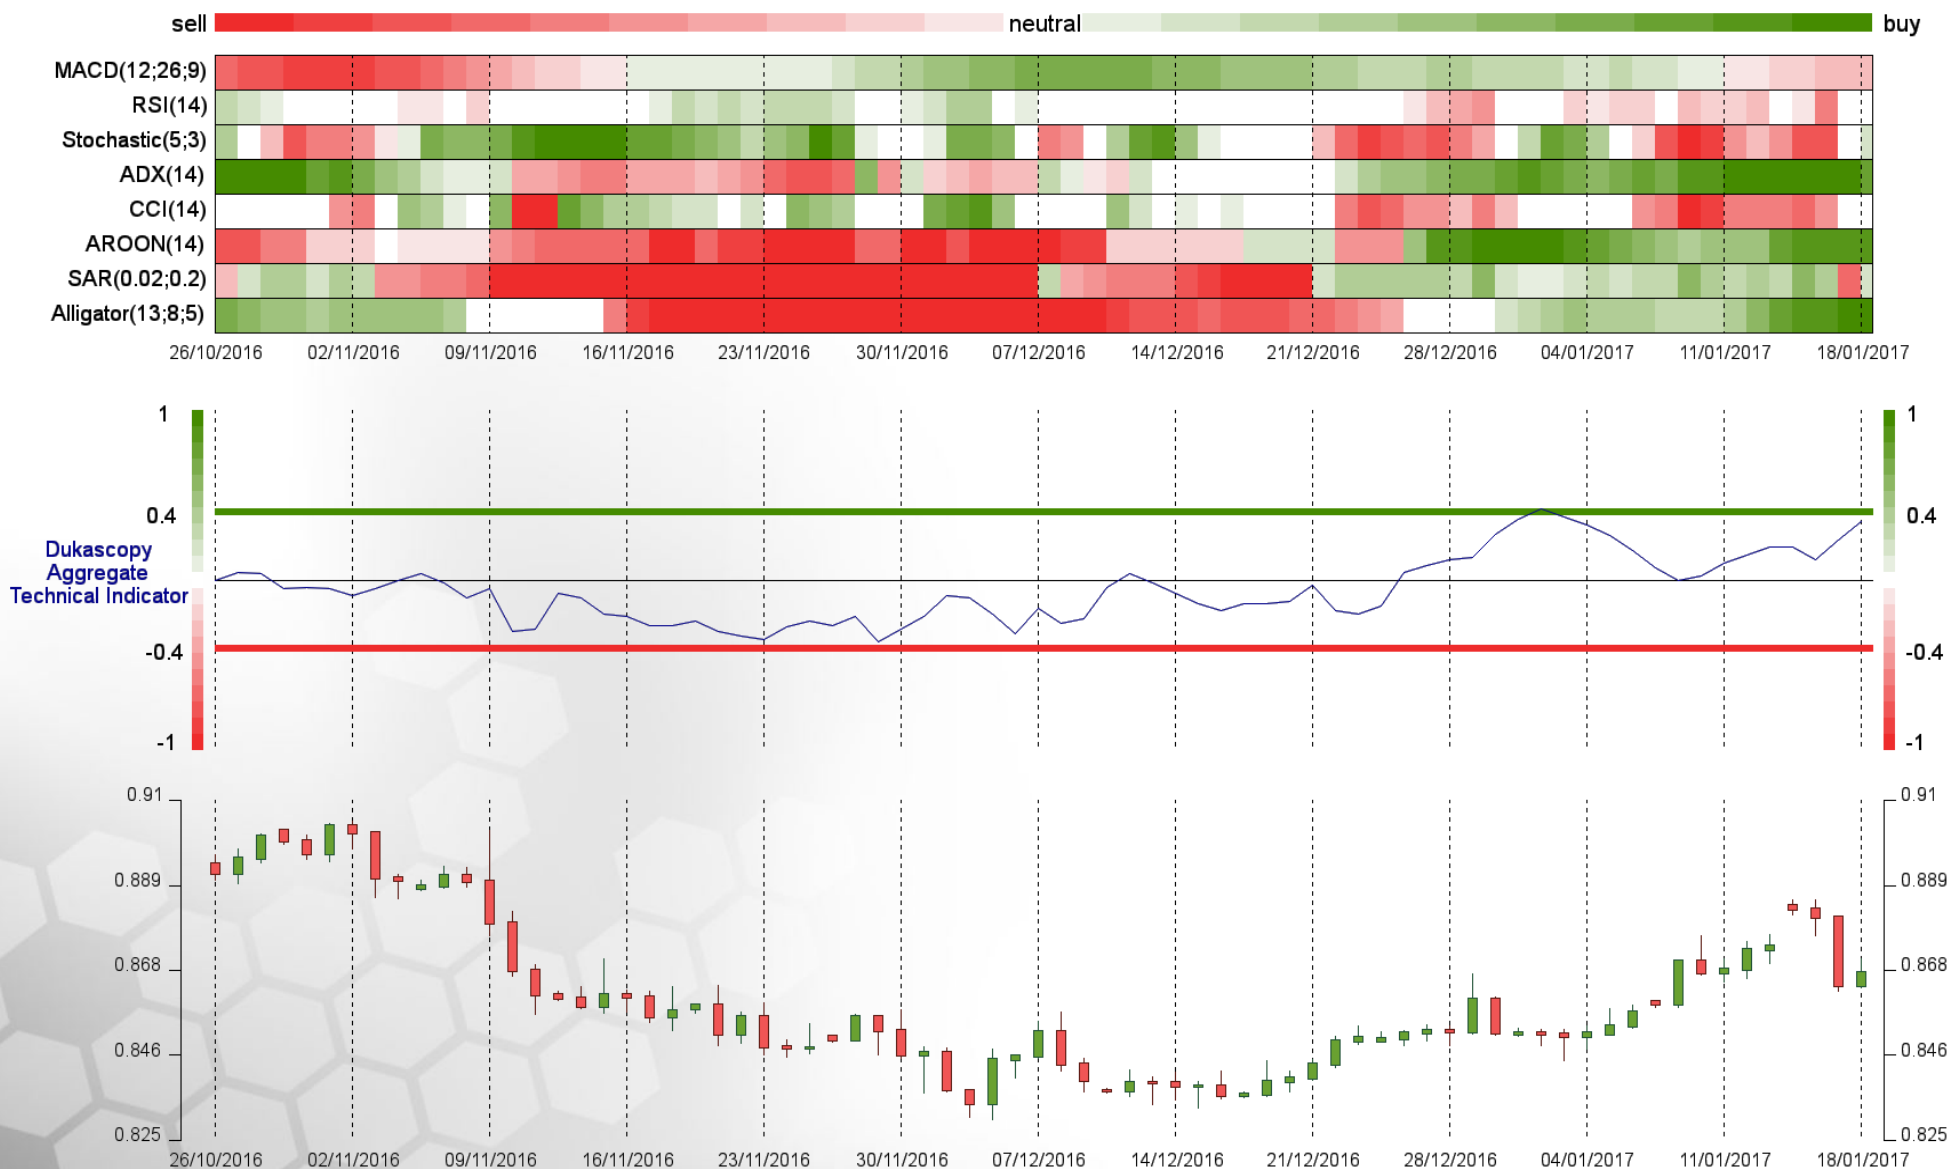 sell neutral buy
MACD(12;26;9)
RSI(14)
Stochastic(5;3)
ADX(14)
CCI(14)
AROON(14)
SAR(0.02;0.2)
Alligator(13;8;5)
26/10/2016 02/11/2016 09/11/2016 16/11/2016 23/11/2016 30/11/2016 07/12/2016 14/12/2016 21/12/2016 28/12/2016 04/01/2017 11/01/2017 18/01/2017
1 1
0.4 0.4
Dukascopy
Aggregate
Technical Indicator
-0.4 -0.4
-1 -1
0.91 0.91
0.889 0.889
0.868 0.868
0.846 0.846
0.825 0.825
26/10/2016 02/11/2016 09/11/2016 16/11/2016 23/11/2016 30/11/2016 07/12/2016 14/12/2016 21/12/2016 28/12/2016 04/01/2017 11/01/2017 18/01/2017